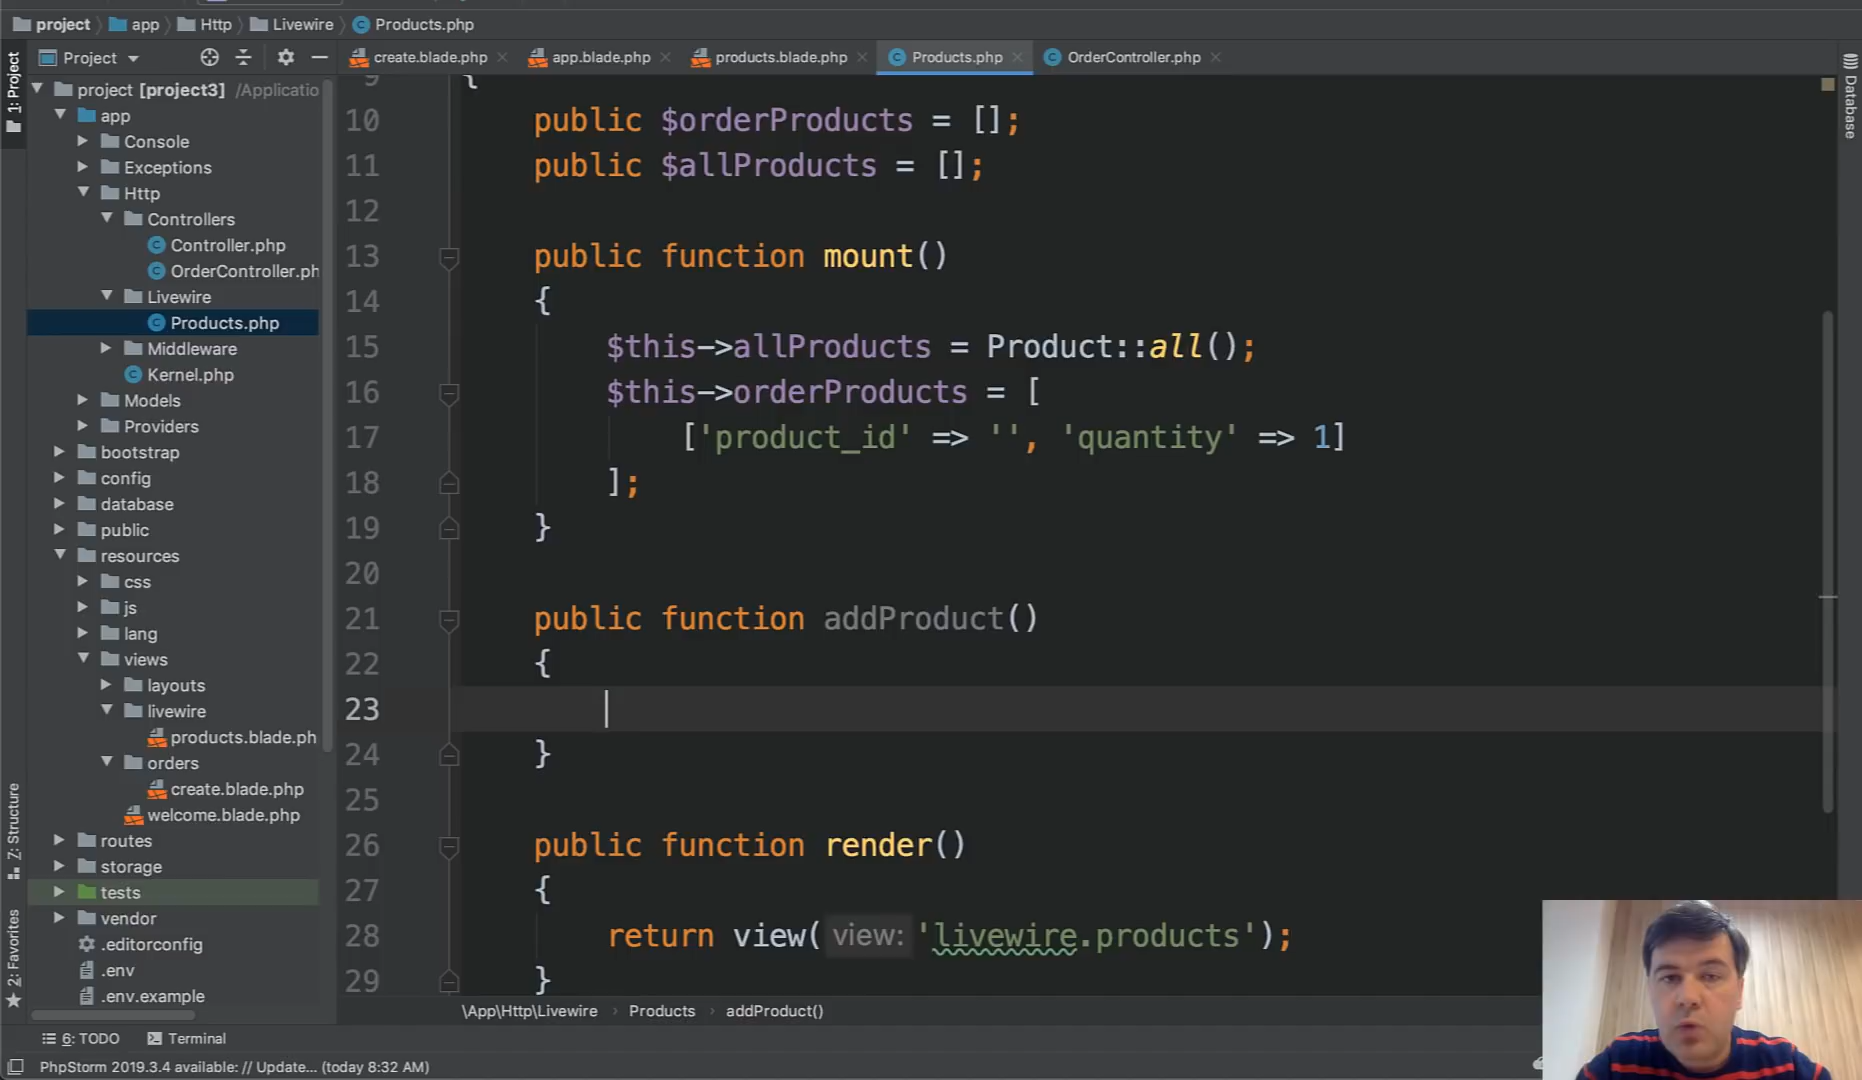 project app Http Livewire Products.php
Project
create.blade.php
app.blade.php
products.blade.php
Products.php
OrderController.php
1: Project
Database
project [project3] /Applicatio
app
Console
Exceptions
Http
Controllers
Controller.php
OrderController.ph
Livewire
Products.php
Middleware
Kernel.php
Models
Providers
bootstrap
config
database
public
resources
css
js
lang
views
layouts
livewire
products.blade.ph
orders
create.blade.php
welcome.blade.php
routes
storage
tests
vendor
.editorconfig
.env
.env.example
7: Structure
2: Favorites
9 {
10 public $orderProducts = [];
11 public $allProducts = [];
12
13 public function mount()
14 {
15 $this->allProducts = Product::all();
16 $this->orderProducts = [
17 ['product_id' => '', 'quantity' => 1]
18 ];
19 }
20
21 public function addProduct()
22 {
23
24 }
25
26 public function render()
27 {
28 return view( view: 'livewire.products');
29 }
\App\Http\Livewire › Products › addProduct()
6: TODO Terminal
PhpStorm 2019.3.4 available: // Update... (today 8:32 AM)